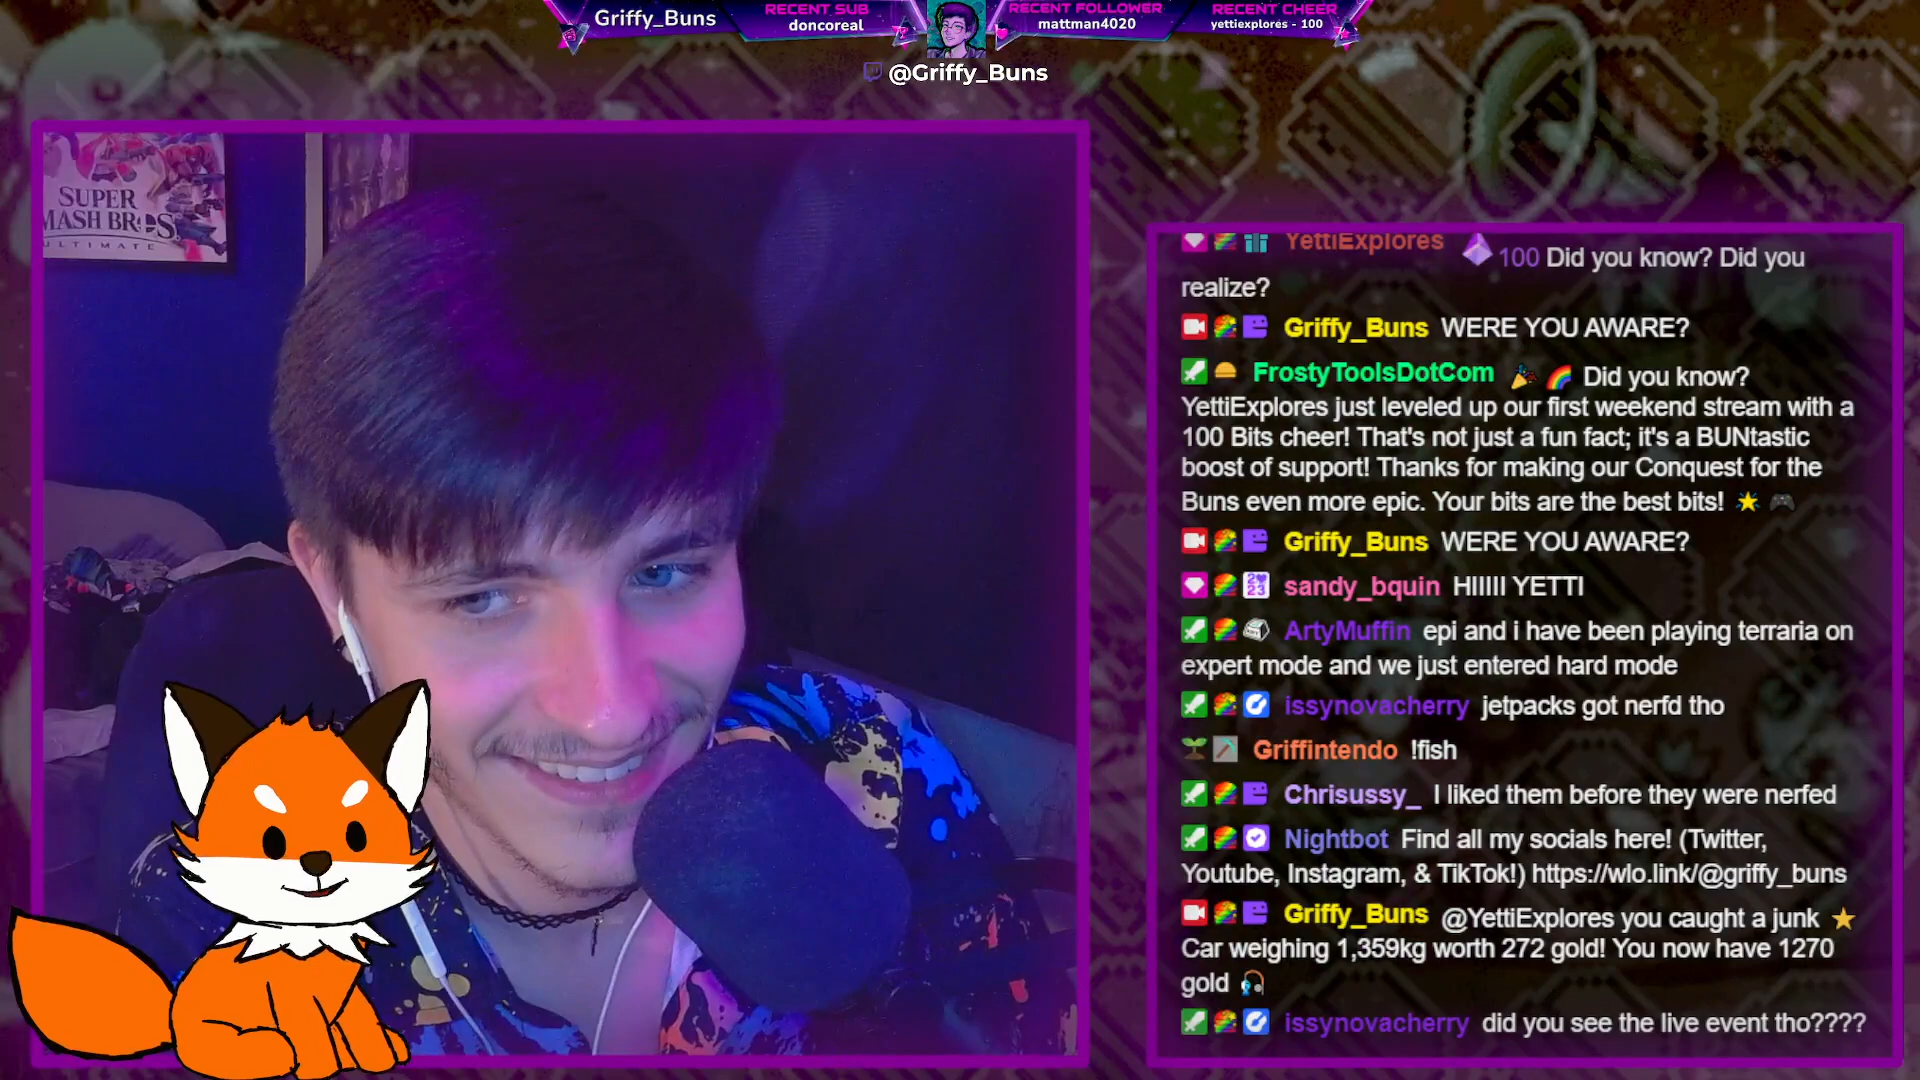 Griffy_Buns
RECENT SUB
doncoreal
RECENT FOLLOWER
mattman4020
RECENT CHEER
yettiexplores - 100
@Griffy_Buns
SUPER
MASH BROS.
ULTIMATE
YettiExplores 100 Did you know? Did you
realize?
Griffy_Buns WERE YOU AWARE?
FrostyToolsDotCom 🎉 🌈 Did you know?
YettiExplores just leveled up our first weekend stream with a
100 Bits cheer! That's not just a fun fact; it's a BUNtastic
boost of support! Thanks for making our Conquest for the
Buns even more epic. Your bits are the best bits! 🌟 🎮
Griffy_Buns WERE YOU AWARE?
sandy_bquin HIIIII YETTI
ArtyMuffin epi and i have been playing terraria on
expert mode and we just entered hard mode
issynovacherry jetpacks got nerfd tho
Griffintendo !fish
Chrisussy_ I liked them before they were nerfed
Nightbot Find all my socials here! (Twitter,
Youtube, Instagram, & TikTok!) https://wlo.link/@griffy_buns
Griffy_Buns @YettiExplores you caught a junk ⭐
Car weighing 1,359kg worth 272 gold! You now have 1270
gold 🎧
issynovacherry did you see the live event tho????